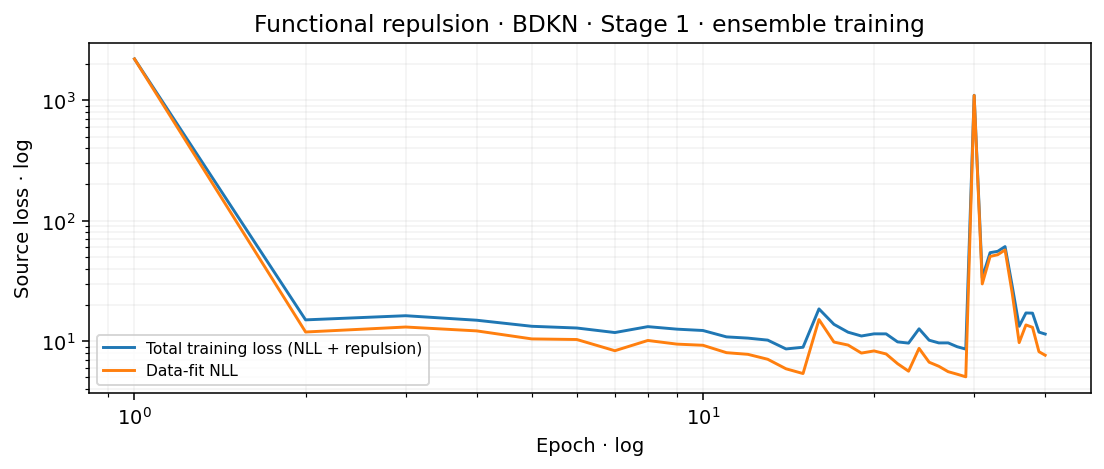 Functional repulsion · BDKN · Stage 1 · ensemble training
Source loss · log
10³
10²
10¹
Total training loss (NLL + repulsion)
Data-fit NLL
10⁰
10¹
Epoch · log